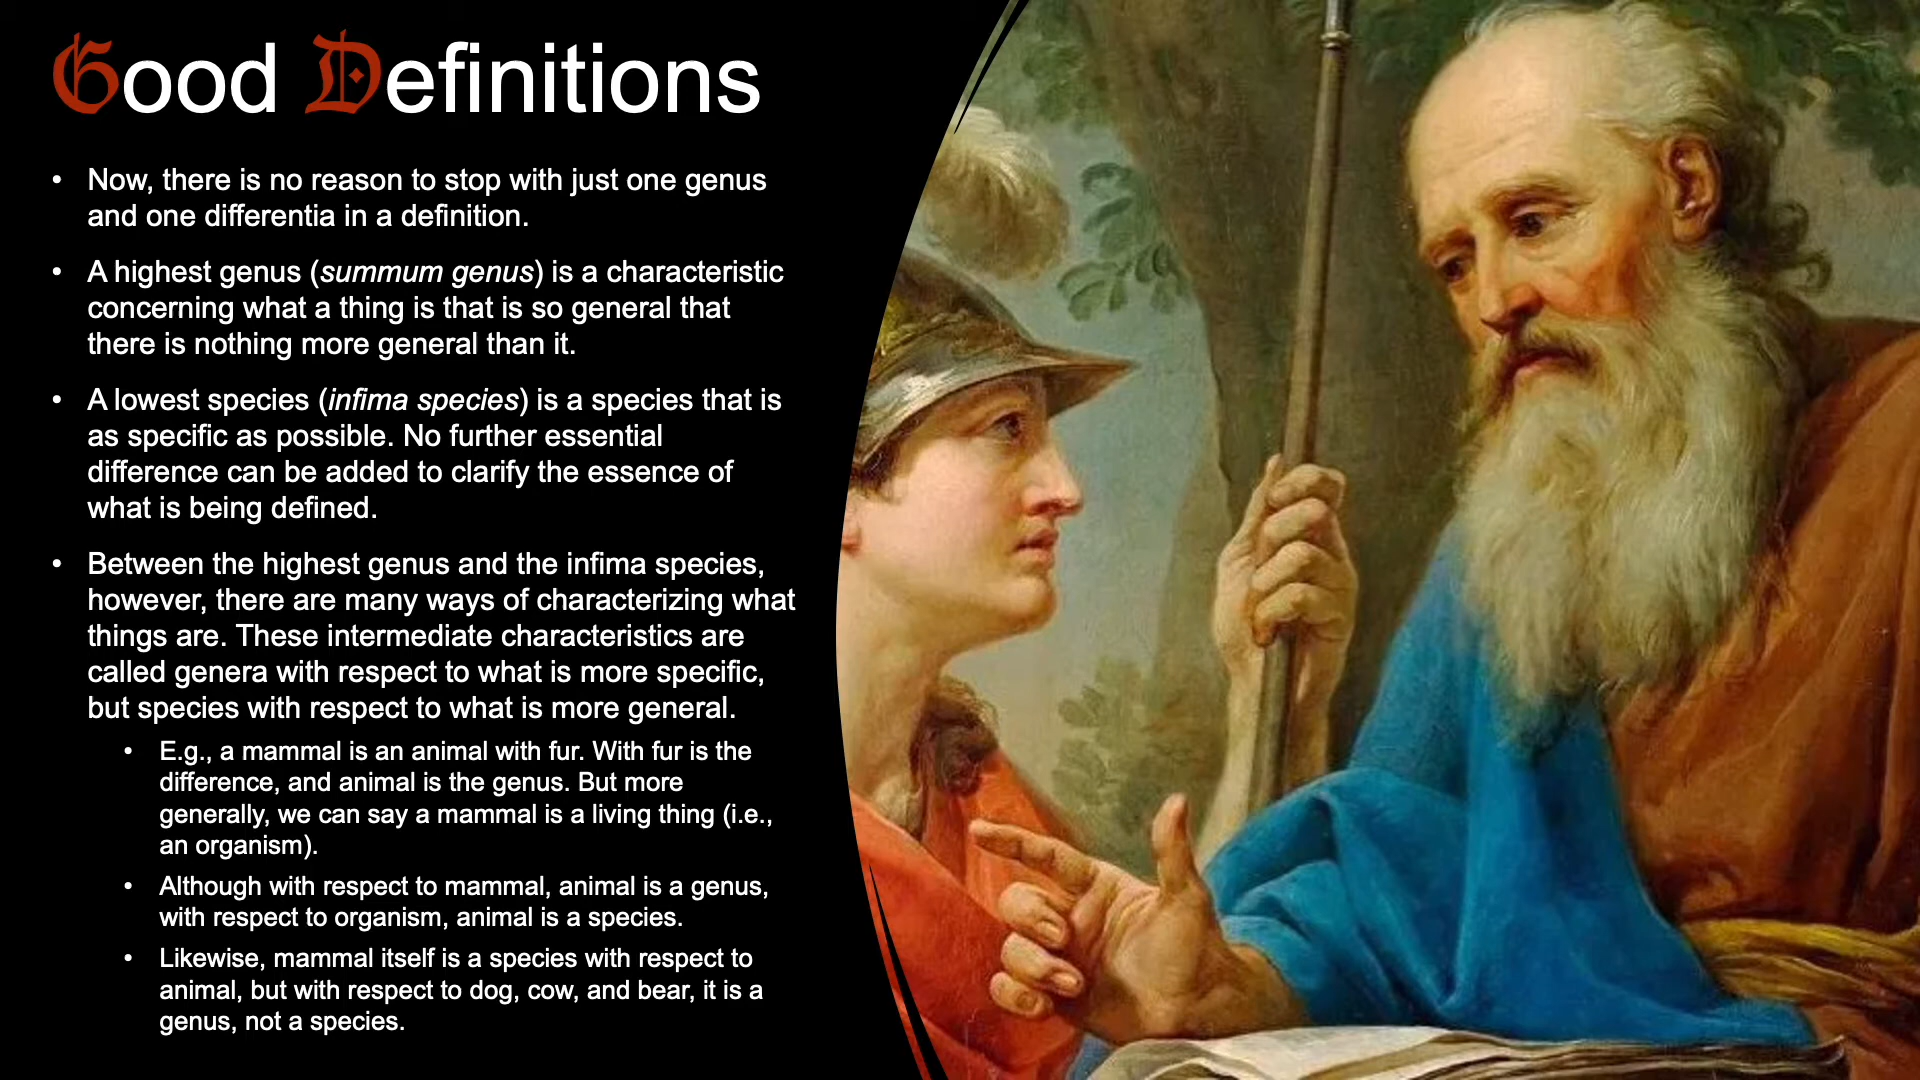 Good Definitions
• Now, there is no reason to stop with just one genus
and one differentia in a definition.
• A highest genus (summum genus) is a characteristic
concerning what a thing is that is so general that
there is nothing more general than it.
• A lowest species (infima species) is a species that is
as specific as possible. No further essential
difference can be added to clarify the essence of
what is being defined.
• Between the highest genus and the infima species,
however, there are many ways of characterizing what
things are. These intermediate characteristics are
called genera with respect to what is more specific,
but species with respect to what is more general.
• E.g., a mammal is an animal with fur. With fur is the
difference, and animal is the genus. But more
generally, we can say a mammal is a living thing (i.e.,
an organism).
• Although with respect to mammal, animal is a genus,
with respect to organism, animal is a species.
• Likewise, mammal itself is a species with respect to
animal, but with respect to dog, cow, and bear, it is a
genus, not a species.